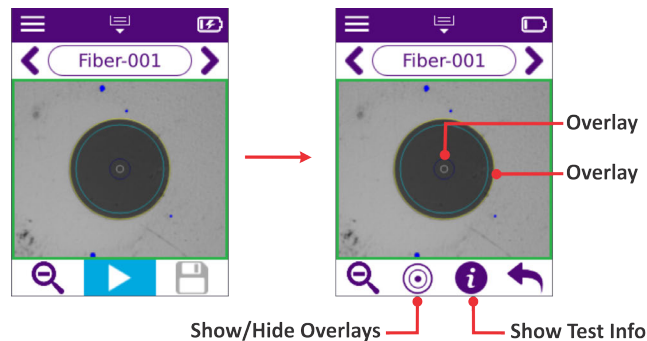 Fiber-001
Fiber-001
Overlay
Overlay
i
Show/Hide Overlays
Show Test Info